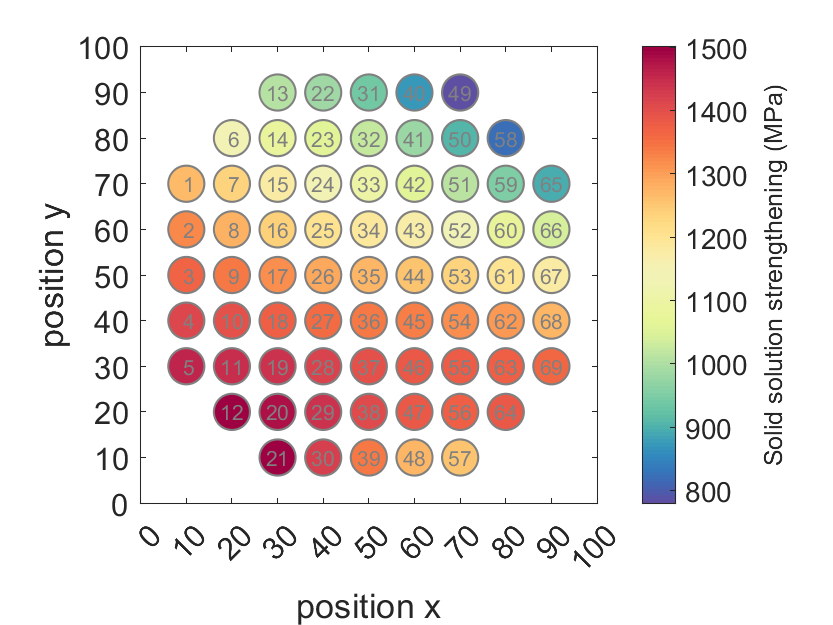 100
90
80
70
60
50
40
30
20
10
0
position y
13 22 31 40 49
6 14 23 32 41 50 58
1 7 15 24 33 42 51 59 65
2 8 16 25 34 43 52 60 66
3 9 17 26 35 44 53 61 67
4 10 18 27 36 45 54 62 68
5 11 19 28 37 46 55 63 69
12 20 29 38 47 56 64
21 30 39 48 57
0 10 20 30 40 50 60 70 80 90 100
position x
1500
1400
1300
1200
1100
1000
900
800
Solid solution strengthening (MPa)